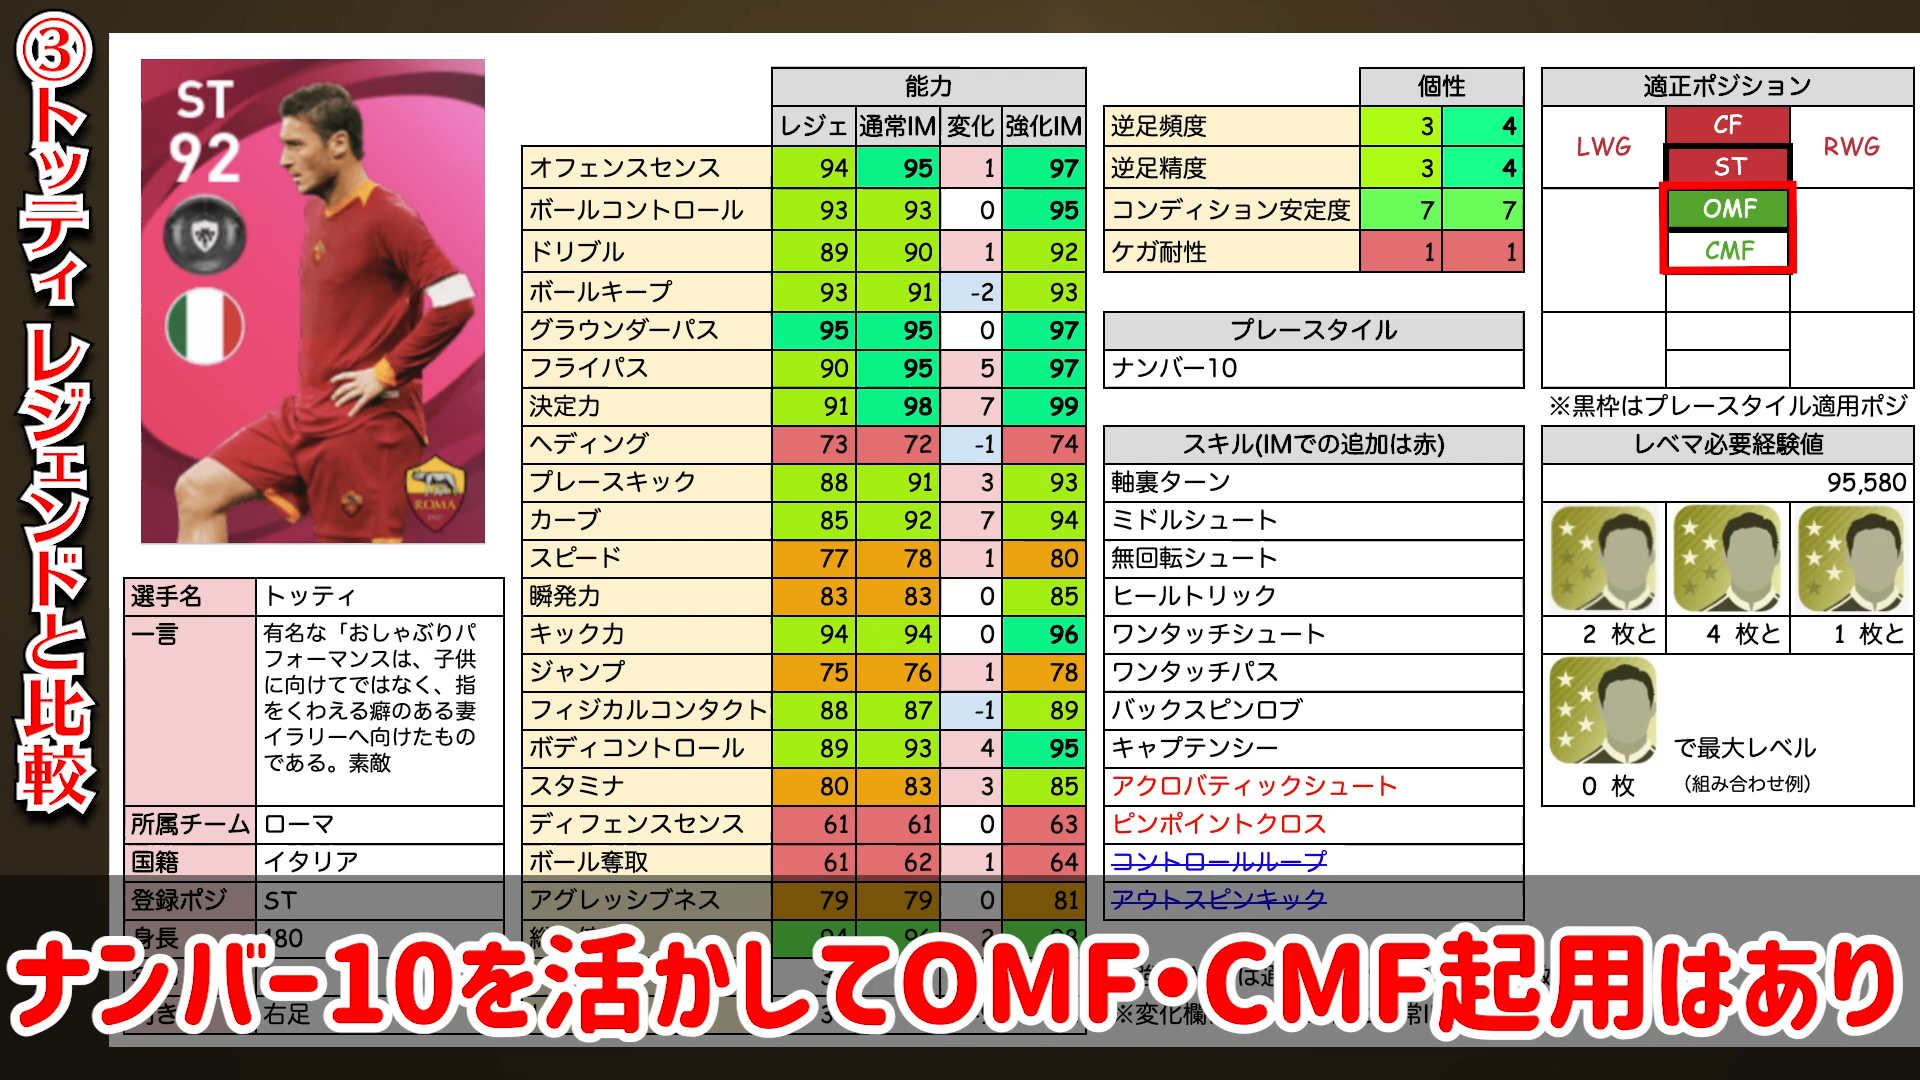 ③トッティ レジェンドと比較
ST
92
ROMA
1927
選手名 トッティ
一言 有名な「おしゃぶりパ
フォーマンスは、子供
に向けてではなく、指
をくわえる癖のある妻
イラリーへ向けたもの
である。素敵
所属チーム ローマ
国籍 イタリア
登録ポジ ST
身長 180
右足
能力
レジェ 通常IM 変化 強化IM
オフェンスセンス 94 95 1 97
ボールコントロール 93 93 0 95
ドリブル 89 90 1 92
ボールキープ 93 91 -2 93
グラウンダーパス 95 95 0 97
フライパス 90 95 5 97
決定力 91 98 7 99
ヘディング 73 72 -1 74
プレースキック 88 91 3 93
カーブ 85 92 7 94
スピード 77 78 1 80
瞬発力 83 83 0 85
キック力 94 94 0 96
ジャンプ 75 76 1 78
フィジカルコンタクト 88 87 -1 89
ボディコントロール 89 93 4 95
スタミナ 80 83 3 85
ディフェンスセンス 61 61 0 63
ボール奪取 61 62 1 64
アグレッシブネス 79 79 0 81
個性
逆足頻度 3 4
逆足精度 3 4
コンディション安定度 7 7
ケガ耐性 1 1
プレースタイル
ナンバー10
スキル(IMでの追加は赤)
軸裏ターン
ミドルシュート
無回転シュート
ヒールトリック
ワンタッチシュート
ワンタッチパス
バックスピンロブ
キャプテンシー
アクロバティックシュート
ピンポイントクロス
コントロールループ
アウトスピンキック
※変化欄
適正ポジション
LWG CF RWG
ST
OMF
CMF
※黒枠はプレースタイル適用ポジ
レベマ必要経験値
95,580
2 枚と 4 枚と 1 枚と
で最大レベル
0 枚 (組み合わせ例)
ナンバー10を活かしてOMF・CMF起用はあり